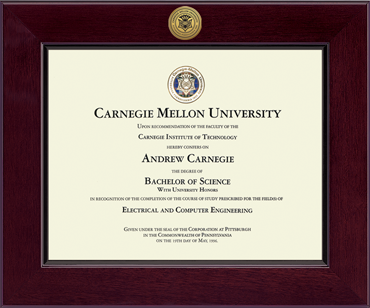 CARNEGIE MELLON UNIVERSITY
UPON RECOMMENDATION OF THE FACULTY OF THE
CARNEGIE INSTITUTE OF TECHNOLOGY
HEREBY CONFERS ON
ANDREW CARNEGIE
THE DEGREE OF
BACHELOR OF SCIENCE
WITH UNIVERSITY HONORS
IN RECOGNITION OF THE COMPLETION OF THE COURSE OF STUDY PRESCRIBED FOR THE FIELD(S) OF
ELECTRICAL AND COMPUTER ENGINEERING
GIVEN UNDER THE SEAL OF THE CORPORATION AT PITTSBURGH
IN THE COMMONWEALTH OF PENNSYLVANIA
ON THE 19TH DAY OF MAY,